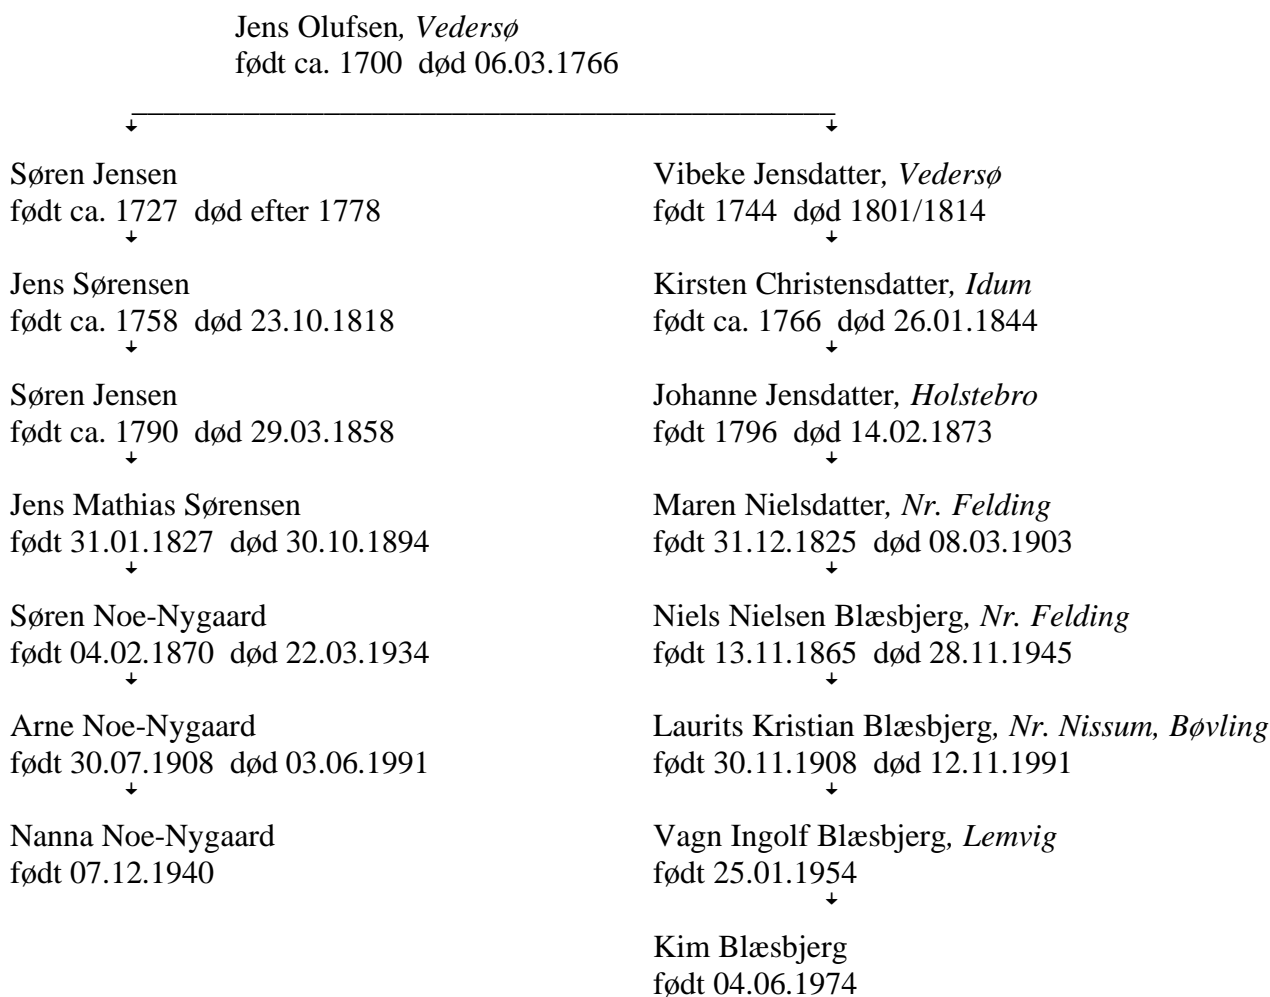 Jens Olufsen, Vedersø
født ca. 1700  død 06.03.1766
Søren Jensen
født ca. 1727  død efter 1778
Vibeke Jensdatter, Vedersø
født 1744  død 1801/1814
Jens Sørensen
født ca. 1758  død 23.10.1818
Kirsten Christensdatter, Idum
født ca. 1766  død 26.01.1844
Søren Jensen
født ca. 1790  død 29.03.1858
Johanne Jensdatter, Holstebro
født 1796  død 14.02.1873
Jens Mathias Sørensen
født 31.01.1827  død 30.10.1894
Maren Nielsdatter, Nr. Felding
født 31.12.1825  død 08.03.1903
Søren Noe-Nygaard
født 04.02.1870  død 22.03.1934
Niels Nielsen Blæsbjerg, Nr. Felding
født 13.11.1865  død 28.11.1945
Arne Noe-Nygaard
født 30.07.1908  død 03.06.1991
Laurits Kristian Blæsbjerg, Nr. Nissum, Bøvling
født 30.11.1908  død 12.11.1991
Nanna Noe-Nygaard
født 07.12.1940
Vagn Ingolf Blæsbjerg, Lemvig
født 25.01.1954
Kim Blæsbjerg
født 04.06.1974